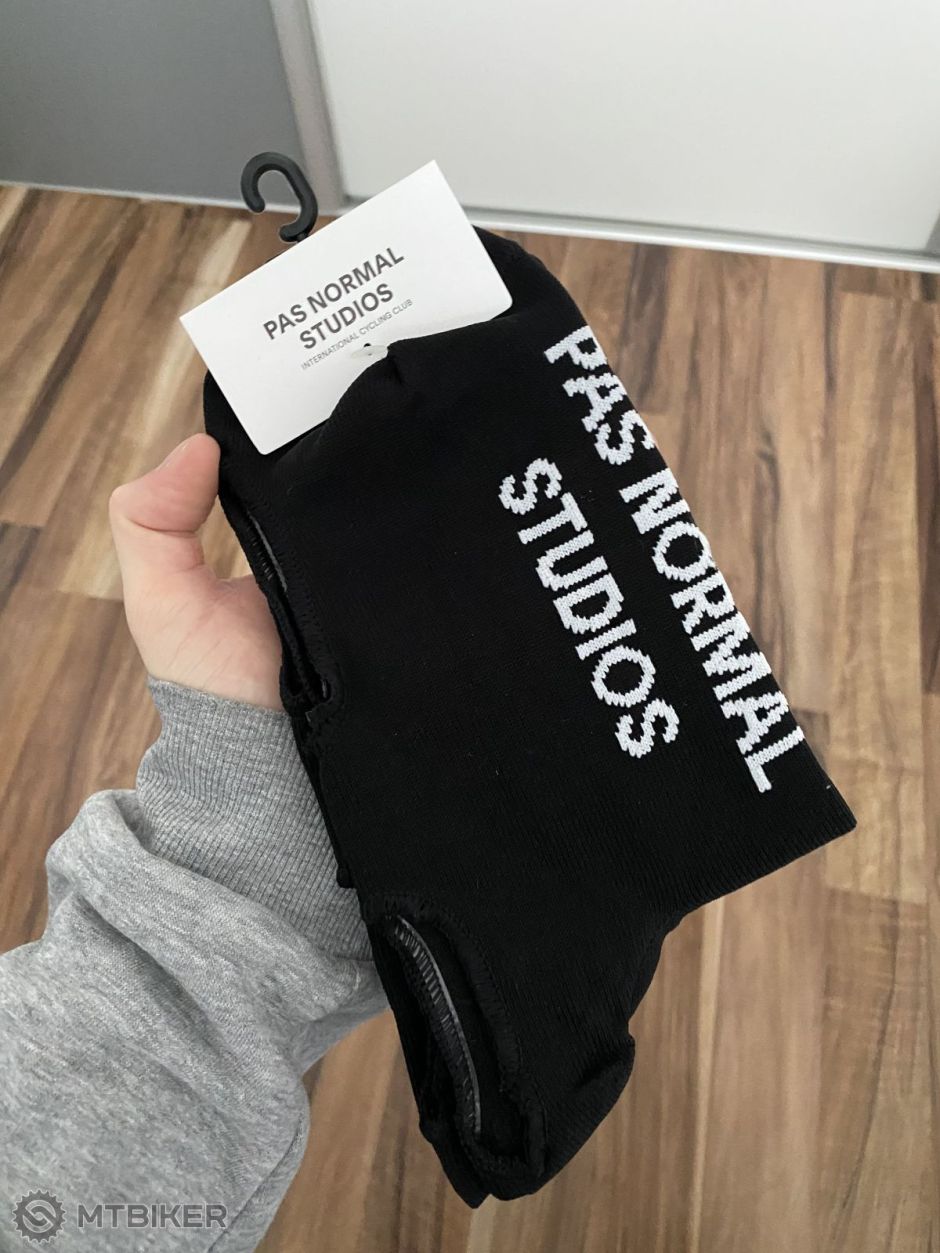 PAS NORMAL
STUDIOS
INTERNATIONAL CYCLING CLUB
PAS NORMAL
STUDIOS
MTBIKER